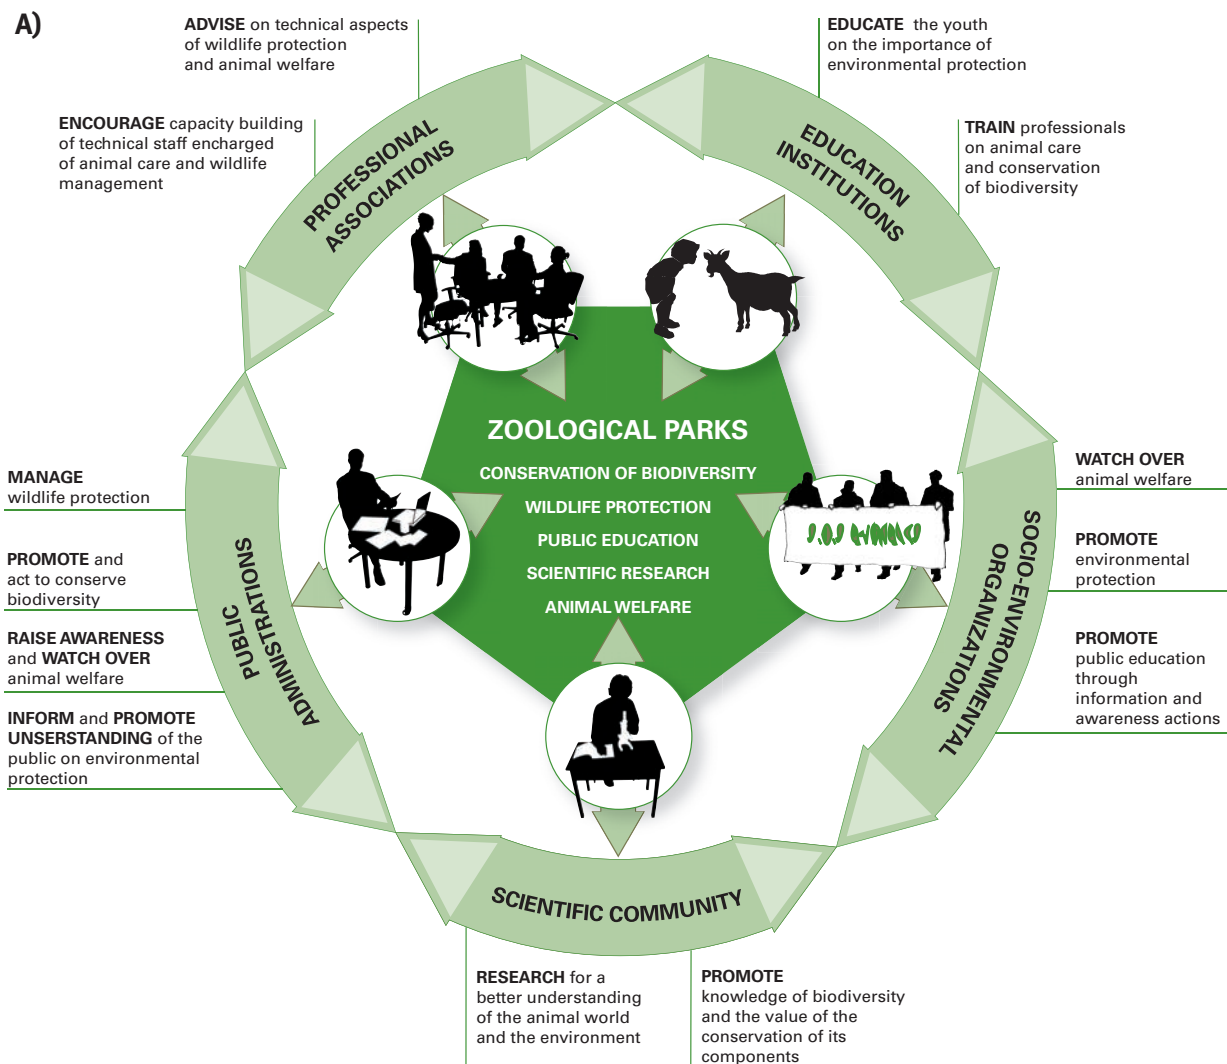 A)
ADVISE on technical aspects
of wildlife protection
and animal welfare
ENCOURAGE capacity building
of technical staff encharged
of animal care and wildlife
management
EDUCATE the youth
on the importance of
environmental protection
TRAIN professionals
on animal care
and conservation
of biodiversity
PROFESSIONAL
ASSOCIATIONS
EDUCATION
INSTITUTIONS
ZOOLOGICAL PARKS
CONSERVATION OF BIODIVERSITY
WILDLIFE PROTECTION
PUBLIC EDUCATION
SCIENTIFIC RESEARCH
ANIMAL WELFARE
MANAGE
wildlife protection
PROMOTE and
act to conserve
biodiversity
RAISE AWARENESS
and WATCH OVER
animal welfare
INFORM and PROMOTE
UNSERSTANDING of the
public on environmental
protection
PUBLIC
ADMINISTRATIONS
WATCH OVER
animal welfare
PROMOTE
environmental
protection
PROMOTE
public education
through
information and
awareness actions
SOCIO-ENVIRONMENTAL
ORGANIZATIONS
SCIENTIFIC COMMUNITY
RESEARCH for a
better understanding
of the animal world
and the environment
PROMOTE
knowledge of biodiversity
and the value of the
conservation of its
components